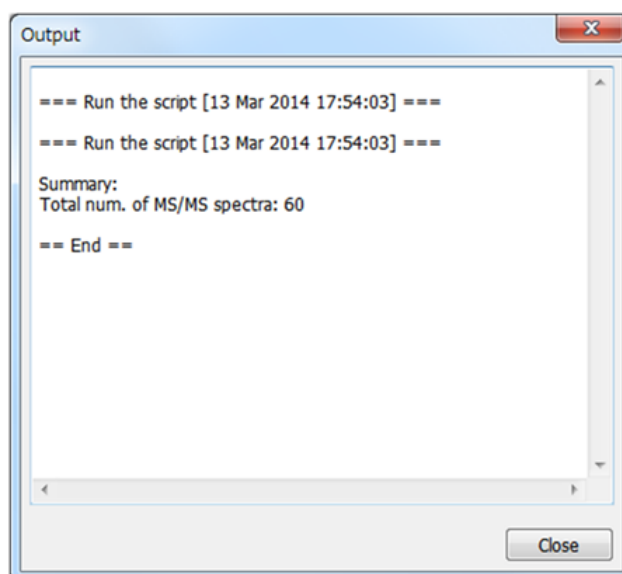 Output
=== Run the script [13 Mar 2014 17:54:03] ===
=== Run the script [13 Mar 2014 17:54:03] ===
Summary:
Total num. of MS/MS spectra: 60
== End ==
Close